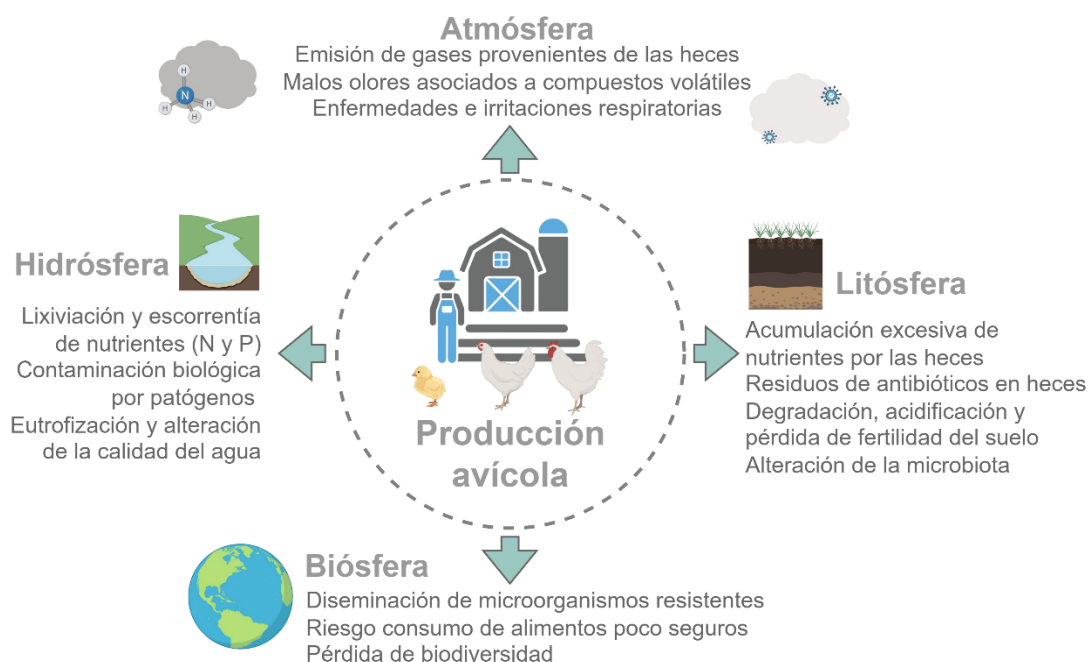 Atmósfera
Emisión de gases provenientes de las heces
Malos olores asociados a compuestos volátiles
Enfermedades e irritaciones respiratorias
H
N
H
H
H
Hidrósfera
Lixiviación y escorrentía
de nutrientes (N y P)
Contaminación biológica
por patógenos
Eutrofización y alteración
de la calidad del agua
Producción
avícola
Litósfera
Acumulación excesiva de
nutrientes por las heces
Residuos de antibióticos en heces
Degradación, acidificación y
pérdida de fertilidad del suelo
Alteración de la microbiota
Biósfera
Diseminación de microorganismos resistentes
Riesgo consumo de alimentos poco seguros
Pérdida de biodiversidad